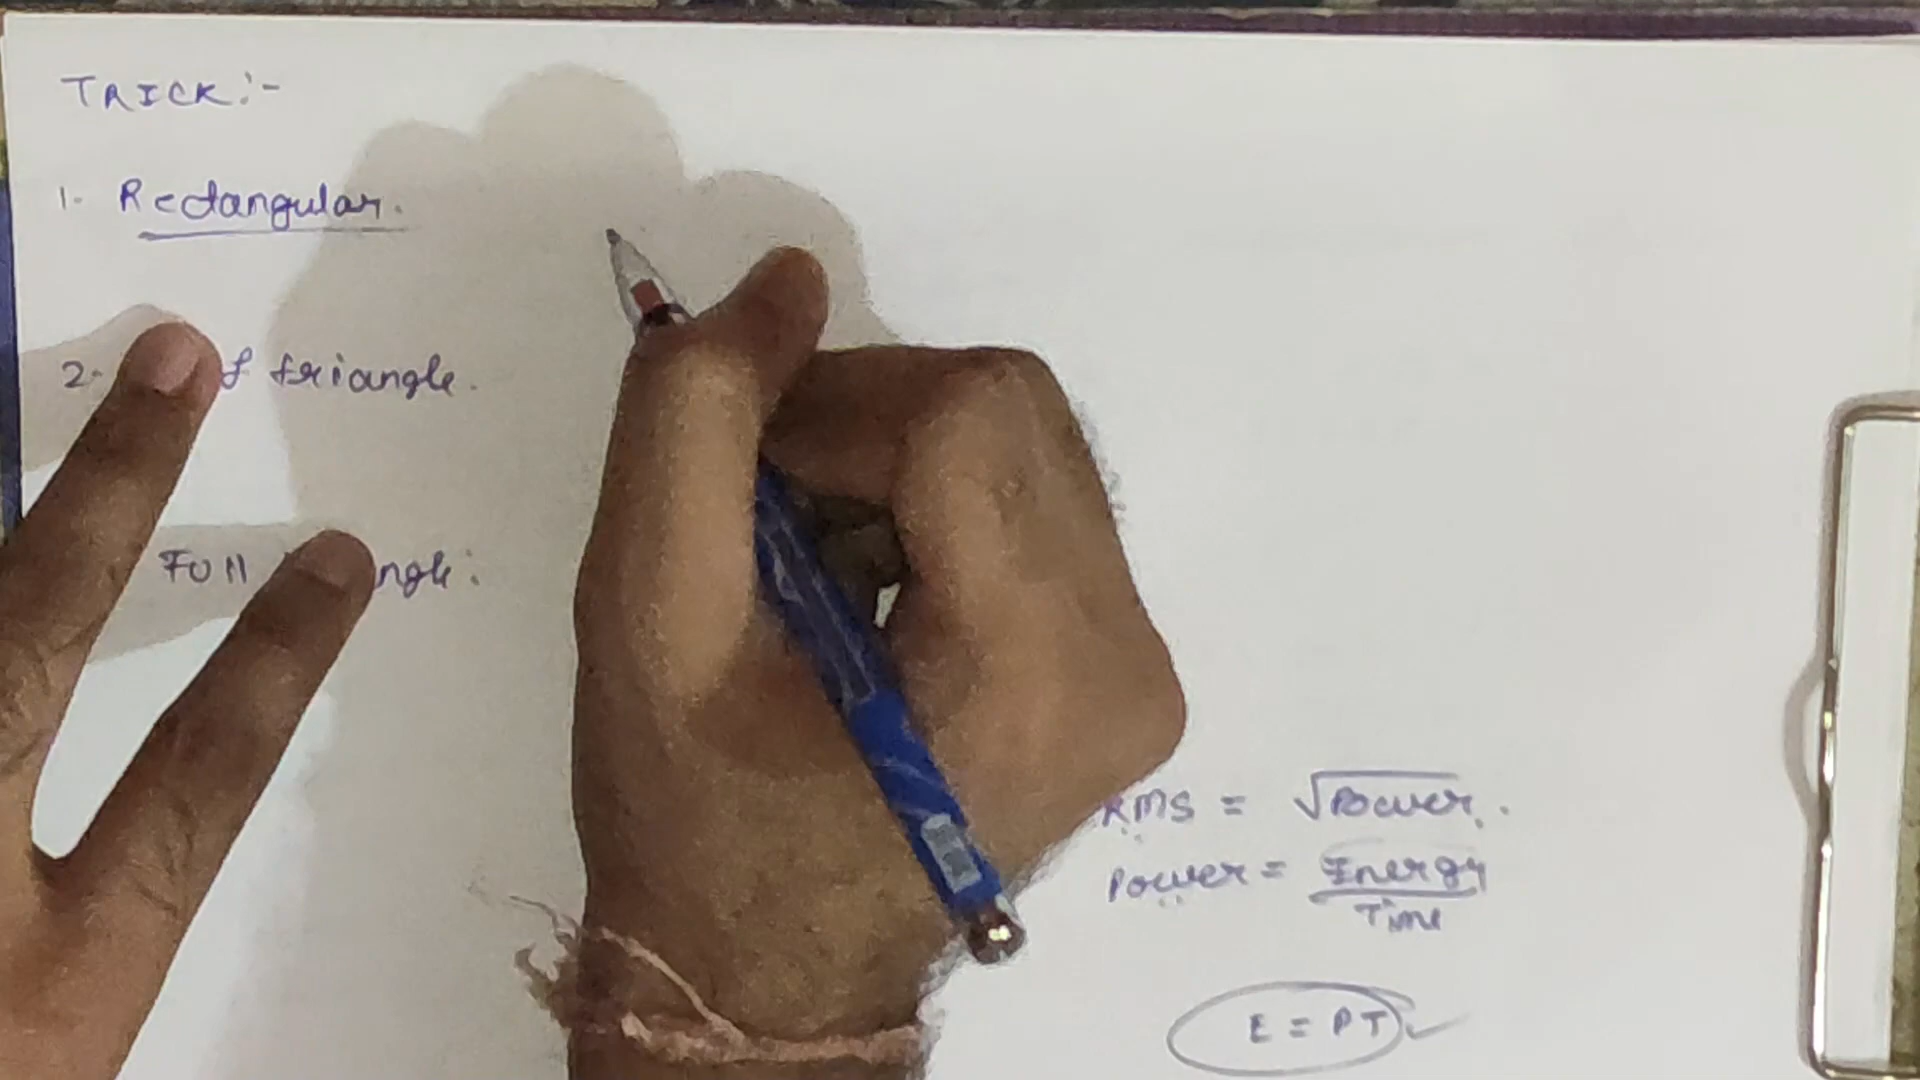 TRICK:-
1. Rectangular.
2. f triangle.
Full ngle:
RMS = √Power.
Power = Energy
Time
E = PT